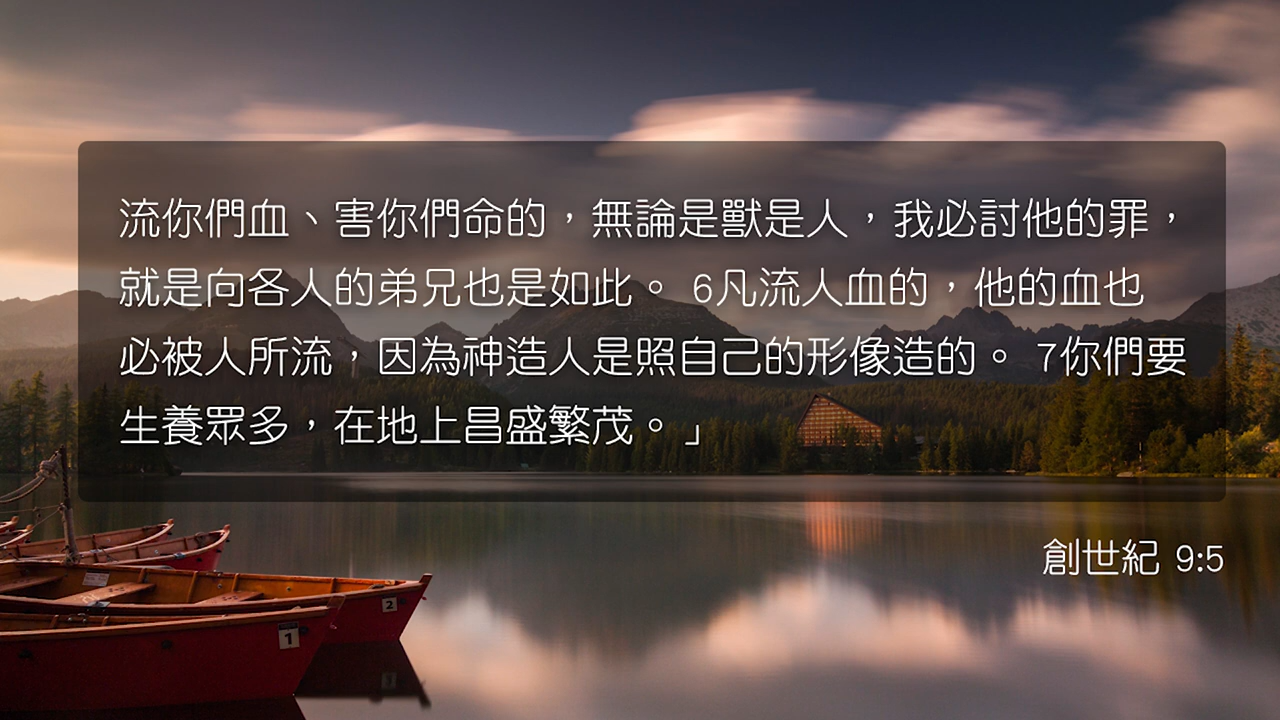 流你們血、害你們命的，無論是獸是人，我必討他的罪，
就是向各人的弟兄也是如此。 6凡流人血的，他的血也
必被人所流，因為神造人是照自己的形像造的。 7你們要
生養眾多，在地上昌盛繁茂。」
創世紀 9:5
2
1